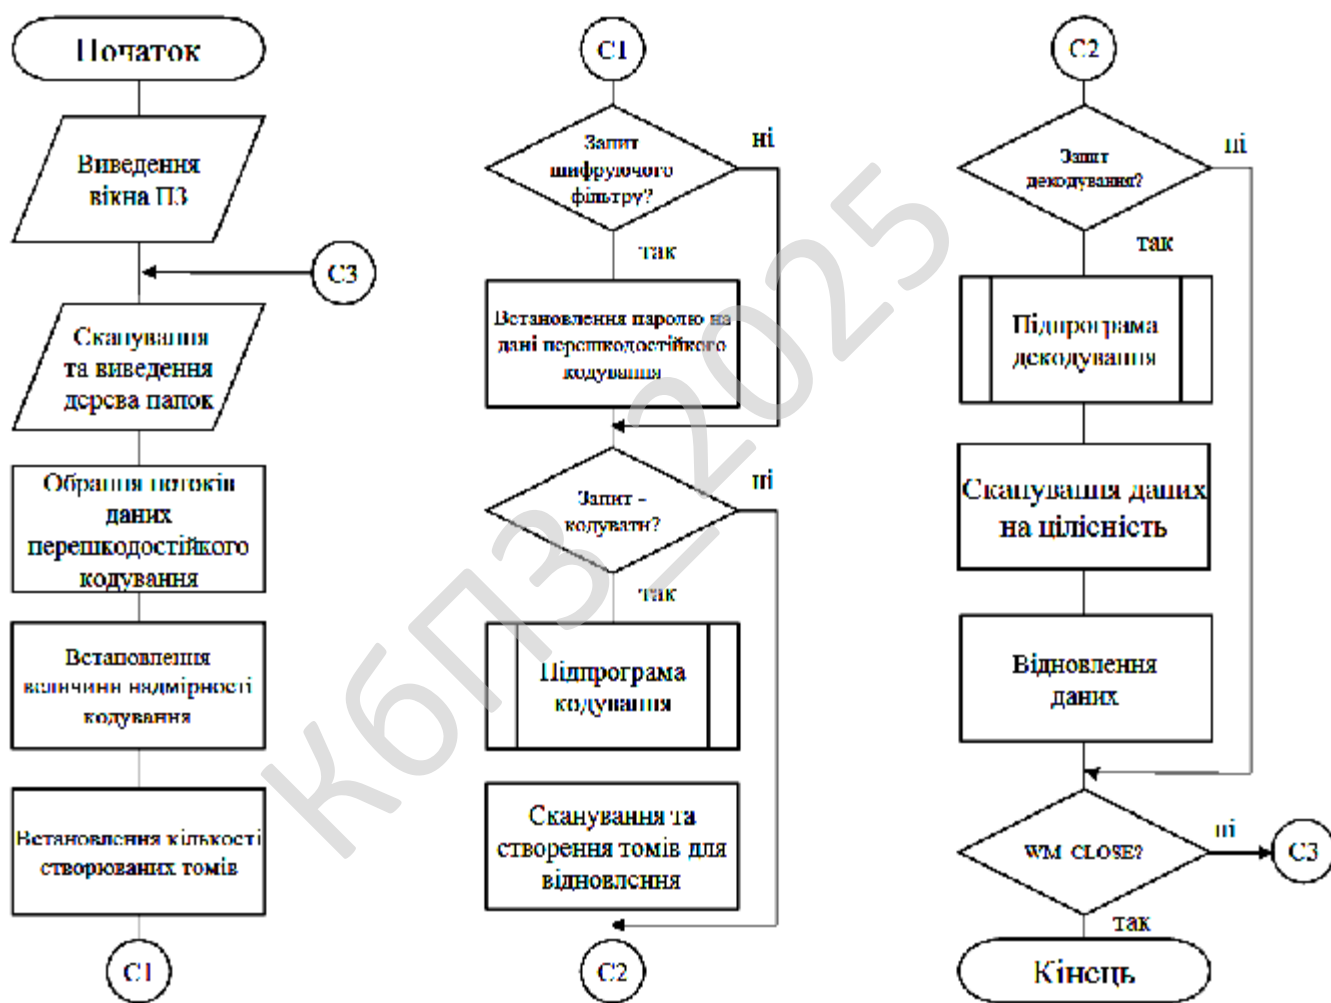 Початок
Виведення
вікна ПЗ
С3
Сканування
та виведення
дерева папок
Обрання потоків
даних
перешкодостійкого
кодування
Встановлення
величини надмірності
кодування
Встановлення кількості
створюваних томів
С1
С1
Запит
шифруючого
фільтру?
ні
так
Встановлення паролю на
дані перешкодостійкого
кодування
Запит -
кодувати?
ні
так
Підпрограма
кодування
Сканування та
створення томів для
відновлення
С2
С2
Запит
декодування?
ні
так
Підпрограма
декодування
Сканування даних
на цілісність
Відновлення
даних
WM CLOSE?
ні
С3
так
Кінець
КбПЗ_2025